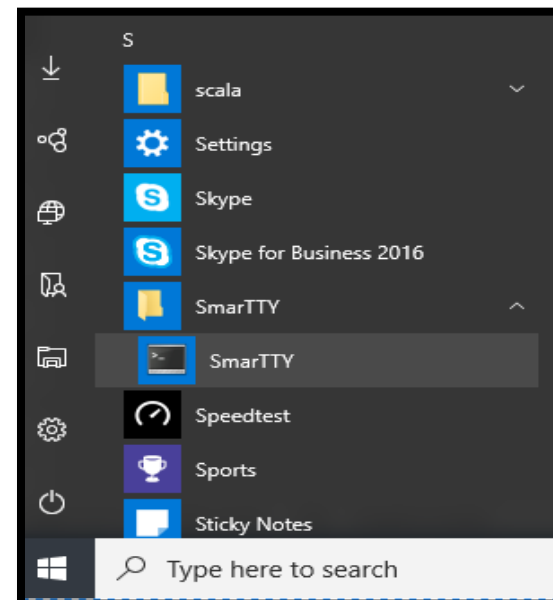 S
scala
Settings
Skype
Skype for Business 2016
SmarTTY
SmarTTY
Speedtest
Sports
Sticky Notes
Type here to search